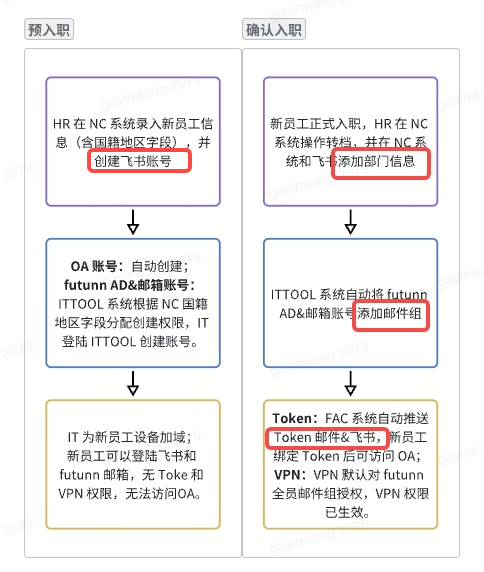 预入职
确认入职
HR 在 NC 系统录入新员工信
息（含国籍地区字段），并
创建飞书账号
新员工正式入职，HR 在 NC
系统操作转档，并在 NC 系
统和飞书添加部门信息
OA 账号：自动创建；
futunn AD&邮箱账号：
ITTOOL 系统根据 NC 国籍
地区字段分配创建权限，IT
登陆 ITTOOL 创建账号。
ITTOOL 系统自动将 futunn
AD&邮箱账号添加邮件组
IT 为新员工设备加域；
新员工可以登陆飞书和
futunn 邮箱，无 Toke 和
VPN 权限，无法访问OA。
Token：FAC 系统自动推送
Token 邮件&飞书，新员工
绑定 Token 后可访问 OA；
VPN：VPN 默认对 futunn
全员邮件组授权，VPN 权限
已生效。
gavinwang 2079